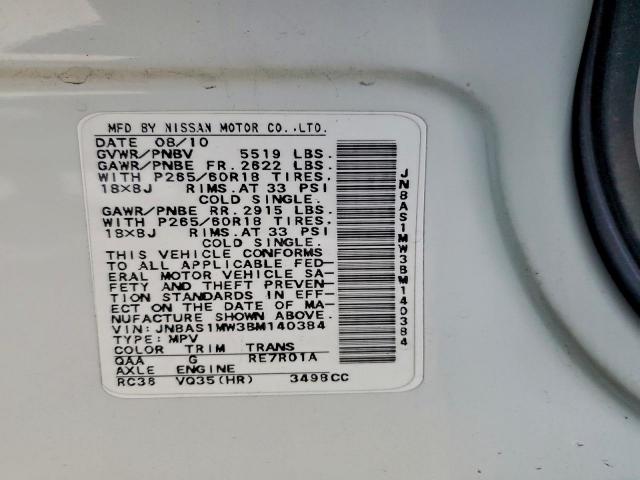 MFD BY NISSAN MOTOR CO.,LTD.
DATE 08/10
GVWR/PNBV 5519 LBS.
GAWR/PNBE FR. 2622 LBS.
WITH P265/60R18 TIRES.
18×8J RIMS.AT 33 PSI
COLD SINGLE.
GAWR/PNBE RR. 2915 LBS.
WITH P265/60R18 TIRES.
18×8J RIMS.AT 33 PSI
COLD SINGLE.
THIS VEHICLE CONFORMS
TO ALL APPLICABLE FED-
ERAL MOTOR VEHICLE SA-
FETY AND THEFT PREVEN-
TION STANDARDS IN EFF-
ECT ON THE DATE OF MA-
NUFACTURE SHOWN ABOVE.
VIN: JN8AS1MW3BM140384
TYPE: MPV
COLOR TRIM TRANS
QAA G RE7R01A
AXLE ENGINE
RC38 VQ35(HR) 3498CC
JN8AS1MW3BM140384